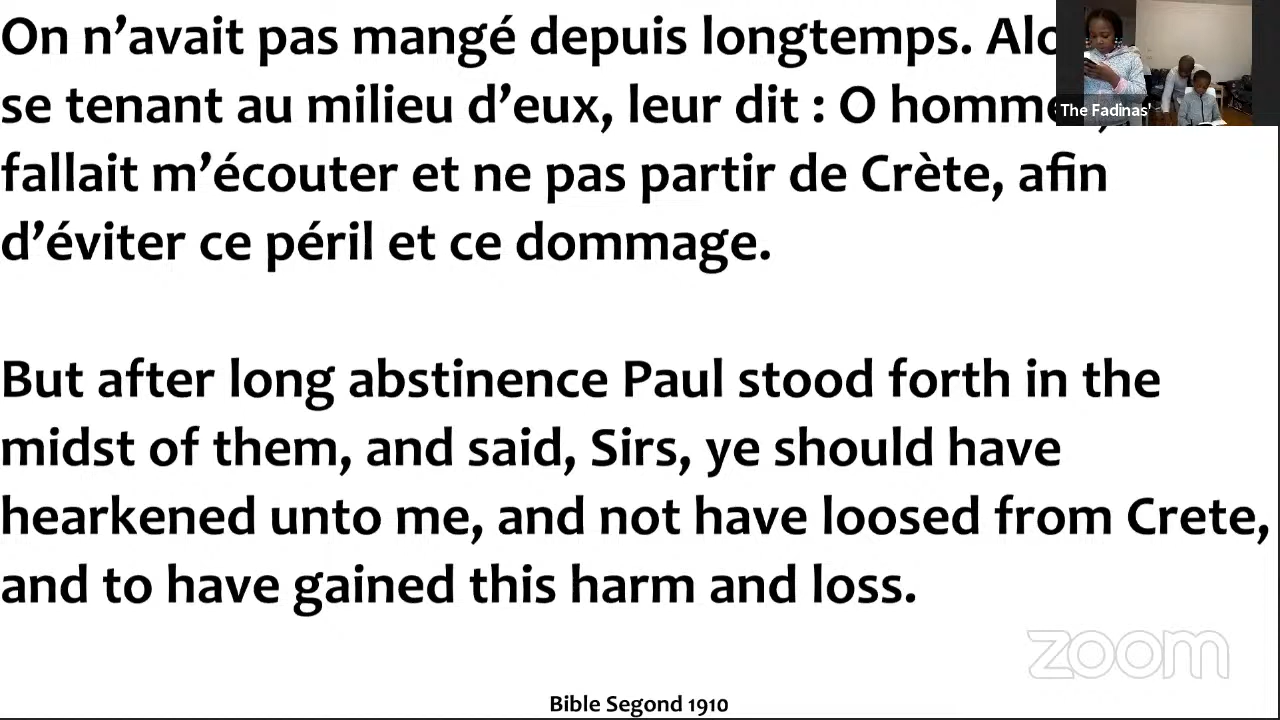 On n’avait pas mangé depuis longtemps. Alo
se tenant au milieu d’eux, leur dit : O homme
fallait m’écouter et ne pas partir de Crète, afin
d’éviter ce péril et ce dommage.
But after long abstinence Paul stood forth in the
midst of them, and said, Sirs, ye should have
hearkened unto me, and not have loosed from Crete,
and to have gained this harm and loss.
The Fadinas'
zoom
Bible Segond 1910